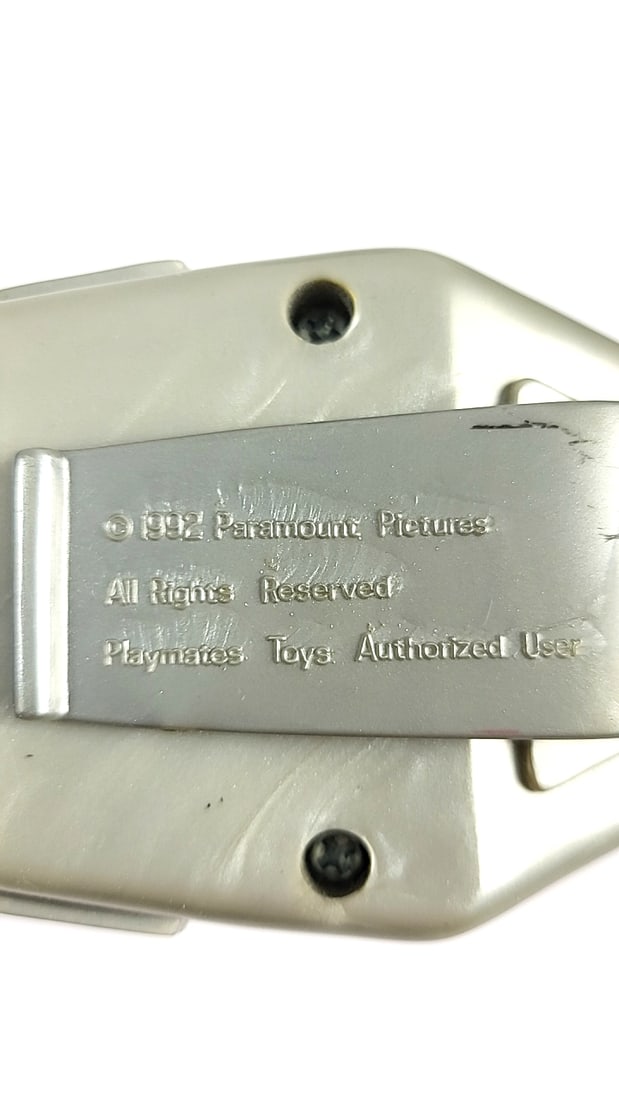 © 1992 Paramount Pictures
All Rights Reserved
Playmates Toys Authorized User